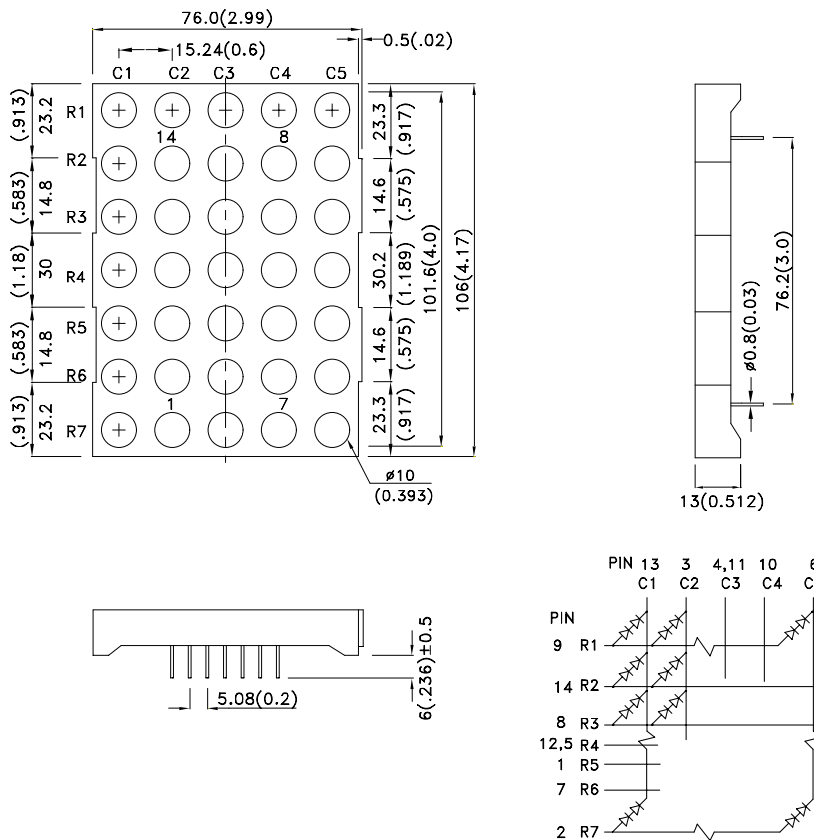 76.0(2.99)
0.5(.02)
15.24(0.6)
C1 C2 C3 C4 C5
R1
R2
R3
R4
R5
R6
R7
14 8
1 7
23.2 (.913)
14.8 (.583)
30 (1.18)
14.8 (.583)
23.2 (.913)
23.3 (.917)
14.6 (.575)
30.2 (1.189)
14.6 (.575)
23.3 (.917)
101.6(4.0)
106(4.17)
ø10
(0.393)
76.2(3.0)
ø0.8(0.03)
13(0.512)
5.08(0.2)
6(.236)±0.5
PIN 13 3 4,11 10 6
C1 C2 C3 C4 C
PIN
9 R1
14 R2
8 R3
12,5 R4
1 R5
7 R6
2 R7